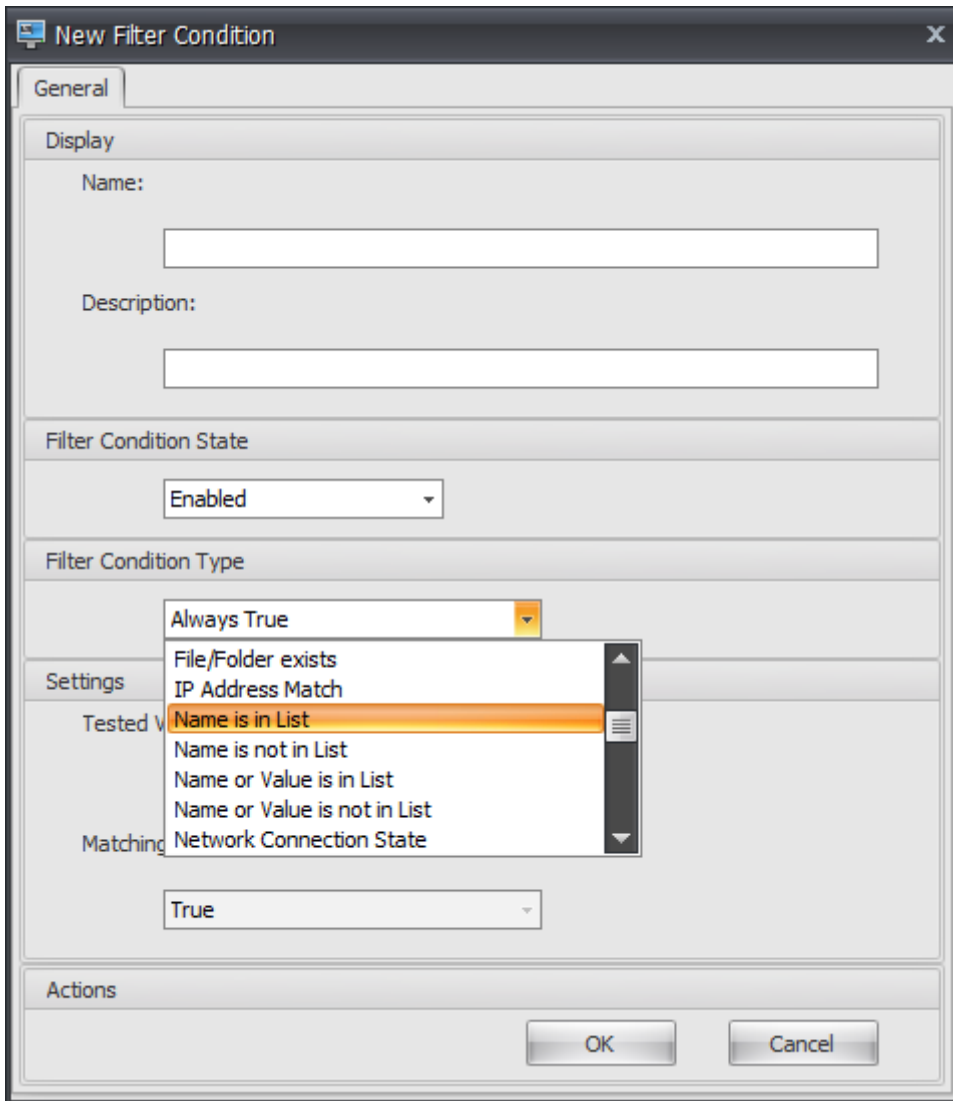 New Filter Condition
General
Display
Name:
Description:
Filter Condition State
Enabled
Filter Condition Type
Always True
File/Folder exists
IP Address Match
Name is in List
Name is not in List
Name or Value is in List
Name or Value is not in List
Network Connection State
Settings
Tested
Matching
True
Actions
OK
Cancel